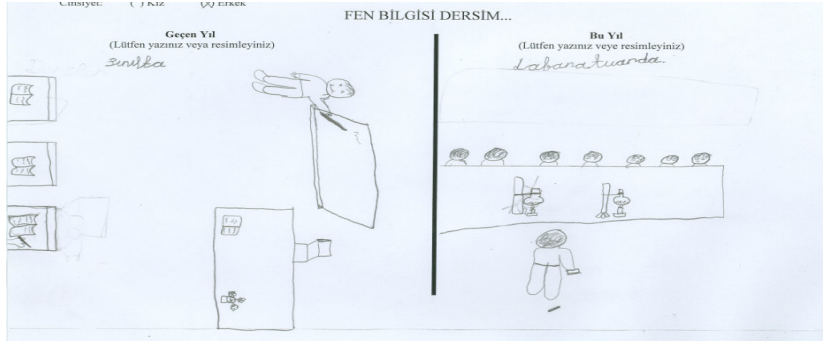 Cinsiyet: ( ) Kız (X) Erkek
FEN BİLGİSİ DERSİM...
Geçen Yıl
(Lütfen yazınız veya resimleyiniz)
Sınıfta
Bu Yıl
(Lütfen yazınız veye resimleyiniz)
Labanatuarda.